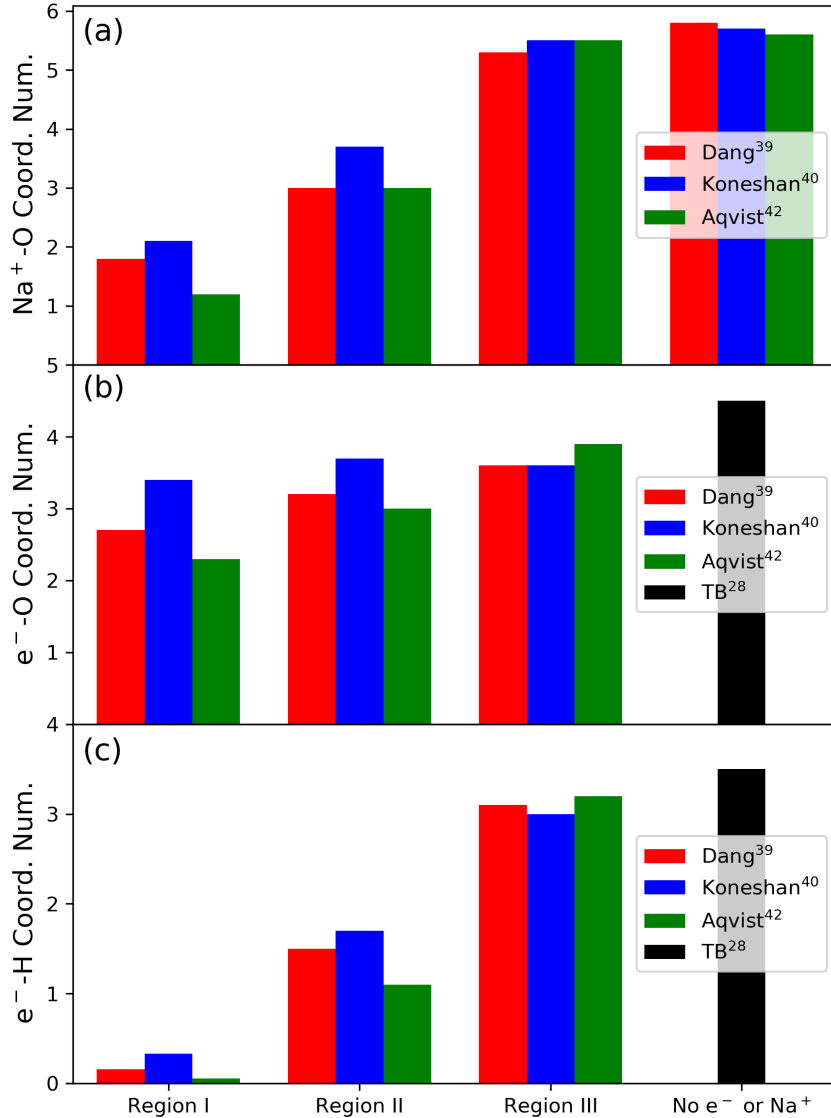 (a)
6
5
4
3
2
1
5
Na⁺-O Coord. Num.
Dang³⁹
Koneshan⁴⁰
Aqvist⁴²
(b)
4
3
2
1
4
e⁻-O Coord. Num.
Dang³⁹
Koneshan⁴⁰
Aqvist⁴²
TB²⁸
(c)
3
2
1
0
e⁻-H Coord. Num.
Dang³⁹
Koneshan⁴⁰
Aqvist⁴²
TB²⁸
Region I
Region II
Region III
No e⁻ or Na⁺